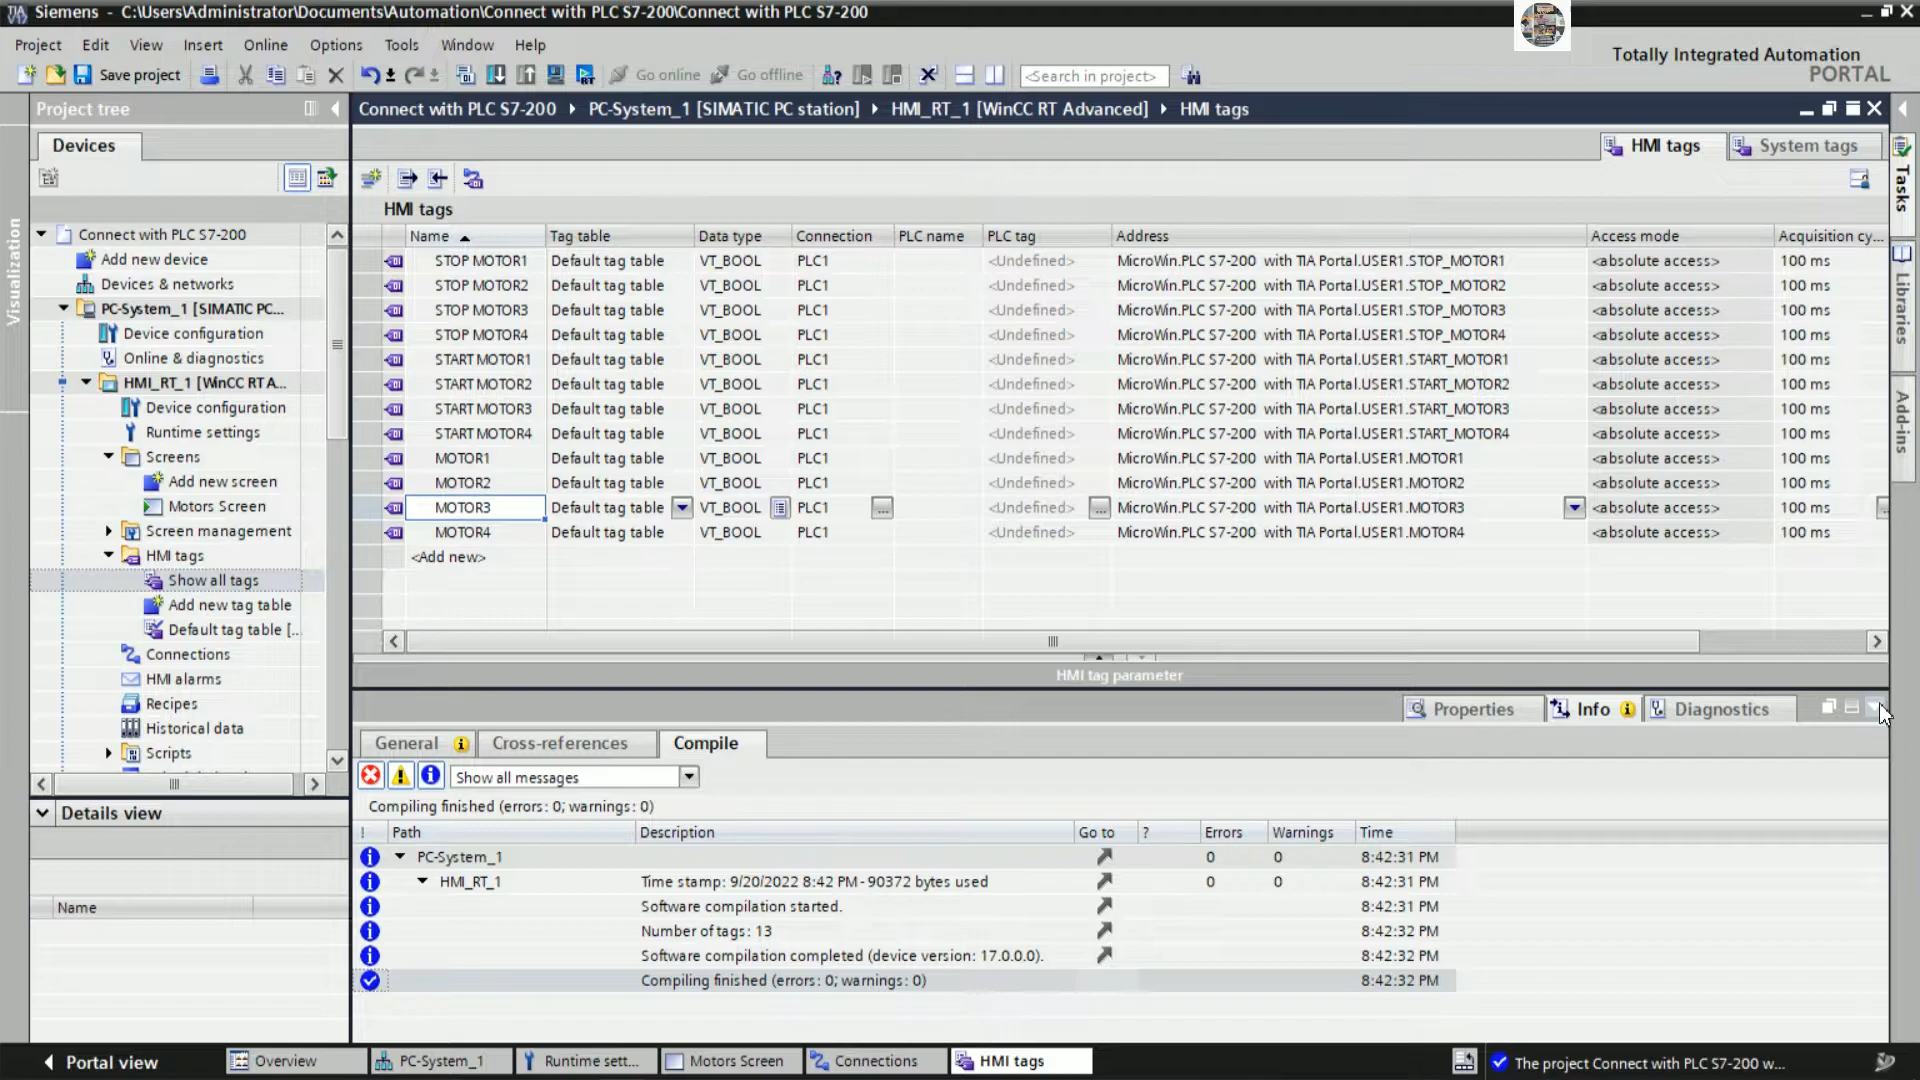 Siemens - C:\Users\Administrator\Documents\Automation\Connect with PLC S7-200\Connect with PLC S7-200
Project Edit View Insert Online Options Tools Window Help
Totally Integrated Automation
PORTAL
Save project Go online Go offline <Search in project>
Project tree
Connect with PLC S7-200 PC-System_1 [SIMATIC PC station] HMI_RT_1 [WinCC RT Advanced] HMI tags
Devices
HMI tags System tags
Visualization
Tasks
Libraries
Add-ins
Connect with PLC S7-200
Add new device
Devices & networks
PC-System_1 [SIMATIC PC...
Device configuration
Online & diagnostics
HMI_RT_1 [WinCC RT A...
Device configuration
Runtime settings
Screens
Add new screen
Motors Screen
Screen management
HMI tags
Show all tags
Add new tag table
Default tag table [...
Connections
HMI alarms
Recipes
Historical data
Scripts
Details view
Name
HMI tags
Name Tag table Data type Connection PLC name PLC tag Address Access mode Acquisition cy...
STOP MOTOR1 Default tag table VT_BOOL PLC1 <Undefined> MicroWin.PLC S7-200 with TIA Portal.USER1.STOP_MOTOR1 <absolute access> 100 ms
STOP MOTOR2 Default tag table VT_BOOL PLC1 <Undefined> MicroWin.PLC S7-200 with TIA Portal.USER1.STOP_MOTOR2 <absolute access> 100 ms
STOP MOTOR3 Default tag table VT_BOOL PLC1 <Undefined> MicroWin.PLC S7-200 with TIA Portal.USER1.STOP_MOTOR3 <absolute access> 100 ms
STOP MOTOR4 Default tag table VT_BOOL PLC1 <Undefined> MicroWin.PLC S7-200 with TIA Portal.USER1.STOP_MOTOR4 <absolute access> 100 ms
START MOTOR1 Default tag table VT_BOOL PLC1 <Undefined> MicroWin.PLC S7-200 with TIA Portal.USER1.START_MOTOR1 <absolute access> 100 ms
START MOTOR2 Default tag table VT_BOOL PLC1 <Undefined> MicroWin.PLC S7-200 with TIA Portal.USER1.START_MOTOR2 <absolute access> 100 ms
START MOTOR3 Default tag table VT_BOOL PLC1 <Undefined> MicroWin.PLC S7-200 with TIA Portal.USER1.START_MOTOR3 <absolute access> 100 ms
START MOTOR4 Default tag table VT_BOOL PLC1 <Undefined> MicroWin.PLC S7-200 with TIA Portal.USER1.START_MOTOR4 <absolute access> 100 ms
MOTOR1 Default tag table VT_BOOL PLC1 <Undefined> MicroWin.PLC S7-200 with TIA Portal.USER1.MOTOR1 <absolute access> 100 ms
MOTOR2 Default tag table VT_BOOL PLC1 <Undefined> MicroWin.PLC S7-200 with TIA Portal.USER1.MOTOR2 <absolute access> 100 ms
MOTOR3 Default tag table VT_BOOL PLC1 ... <Undefined> ... MicroWin.PLC S7-200 with TIA Portal.USER1.MOTOR3 <absolute access> 100 ms ...
MOTOR4 Default tag table VT_BOOL PLC1 <Undefined> MicroWin.PLC S7-200 with TIA Portal.USER1.MOTOR4 <absolute access> 100 ms
<Add new>
HMI tag parameter
Properties Info Diagnostics
General Cross-references Compile
Show all messages
Compiling finished (errors: 0; warnings: 0)
! Path Description Go to ? Errors Warnings Time
PC-System_1 0 0 8:42:31 PM
HMI_RT_1 Time stamp: 9/20/2022 8:42 PM - 90372 bytes used 0 0 8:42:31 PM
Software compilation started. 8:42:31 PM
Number of tags: 13 8:42:32 PM
Software compilation completed (device version: 17.0.0.0). 8:42:32 PM
Compiling finished (errors: 0; warnings: 0) 8:42:32 PM
Portal view Overview PC-System_1 Runtime sett... Motors Screen Connections HMI tags The project Connect with PLC S7-200 w...